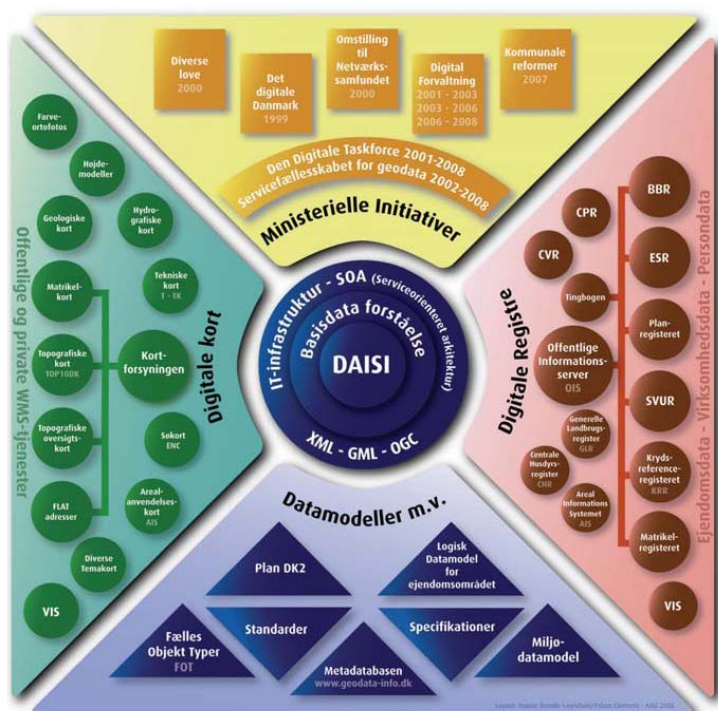 Diverse
love
2000
Det
digitale
Danmark
1999
Omstilling
til
Netværks-
samfundet
2000
Digital
Forvaltning
2001 - 2003
2003 - 2006
2006 - 2008
Kommunale
reformer
2007
Den Digitale Taskforce 2001-2008
Servicefællesskabet for geodata 2002-2008
Ministerielle Initiativer
Offentlige og private WMS-tjenester
Farve-
ortofotos
Højde-
modeller
Geologiske
kort
Hydro-
grafiske
kort
Matrikel-
kort
Tekniske
kort
T - TK
Topografiske
kort
TOP10DK
Kort-
forsyningen
Topografiske
oversigts-
kort
Søkort
ENC
FLAT
adresser
Areal-
anvendelses-
kort
AIS
Diverse
Temakort
VIS
Digitale kort
IT-infrastruktur - SOA (Serviceorienteret arkitektur)
Basisdata forståelse
DAISI
XML - GML - OGC
Digitale Registre
CPR
CVR
Tingbogen
Offentlige
Informations-
server
OIS
Generelle
Landbrugs-
register
GLR
Centrale
Husdyrs-
register
CHR
Areal
Informations
Systemet
AIS
BBR
ESR
Plan-
registeret
SVUR
Kryds-
reference-
registeret
KRR
Matrikel-
registeret
VIS
Ejendomsdata - Virksomhedsdata - Persondata
Datamodeller m.v.
Plan DK2
Logisk
Datamodel
for
ejendomsområdet
Fælles
Objekt Typer
FOT
Standarder
Metadatabasen
www.geodata-info.dk
Specifikationer
Miljø-
datamodel